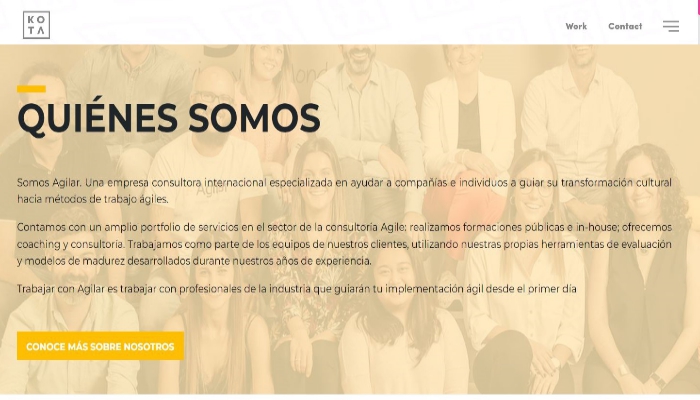 KO
TA
Work
Contact
QUIÉNES SOMOS
Somos Agilar. Una empresa consultora internacional especializada en ayudar a compañías e individuos a guiar su transformación cultural
hacia métodos de trabajo ágiles.
Contamos con un amplio portfolio de servicios en el sector de la consultoría Agile: realizamos formaciones públicas e in-house; ofrecemos
coaching y consultoría. Trabajamos como parte de los equipos de nuestros clientes, utilizando nuestras propias herramientas de evaluación
y modelos de madurez desarrollados durante nuestros años de experiencia.
Trabajar con Agilar es trabajar con profesionales de la industria que guiarán tu implementación ágil desde el primer día
CONOCE MÁS SOBRE NOSOTROS